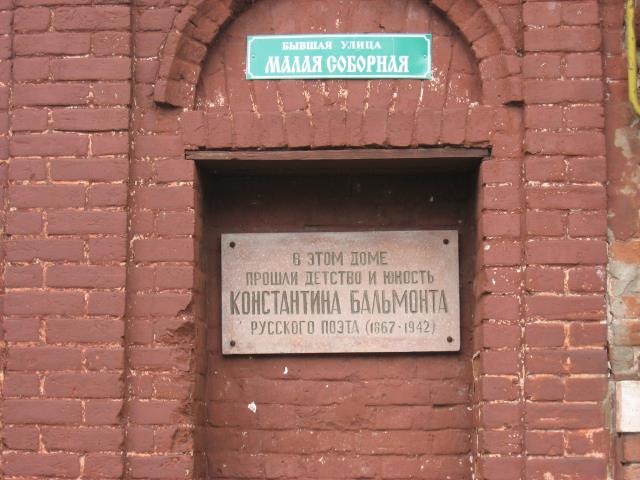 БЫВШАЯ УЛИЦА
МАЛАЯ СОБОРНАЯ
В ЭТОМ ДОМЕ
ПРОШЛИ ДЕТСТВО И ЮНОСТЬ
КОНСТАНТИНА БАЛЬМОНТА
РУССКОГО ПОЭТА (1867-1942)